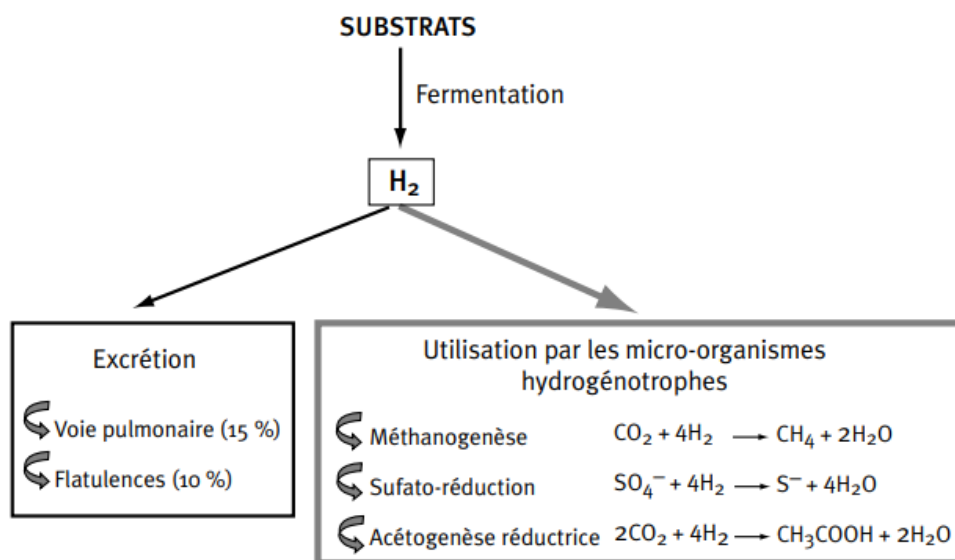 SUBSTRATS
Fermentation
H₂
Excrétion
Voie pulmonaire (15 %)
Flatulences (10 %)
Utilisation par les micro-organismes
hydrogénotrophes
Méthanogenèse CO₂ + 4H₂ → CH₄ + 2H₂O
Sufato-réduction SO₄⁻ + 4H₂ → S⁻ + 4H₂O
Acétogenèse réductrice 2CO₂ + 4H₂ → CH₃COOH + 2H₂O